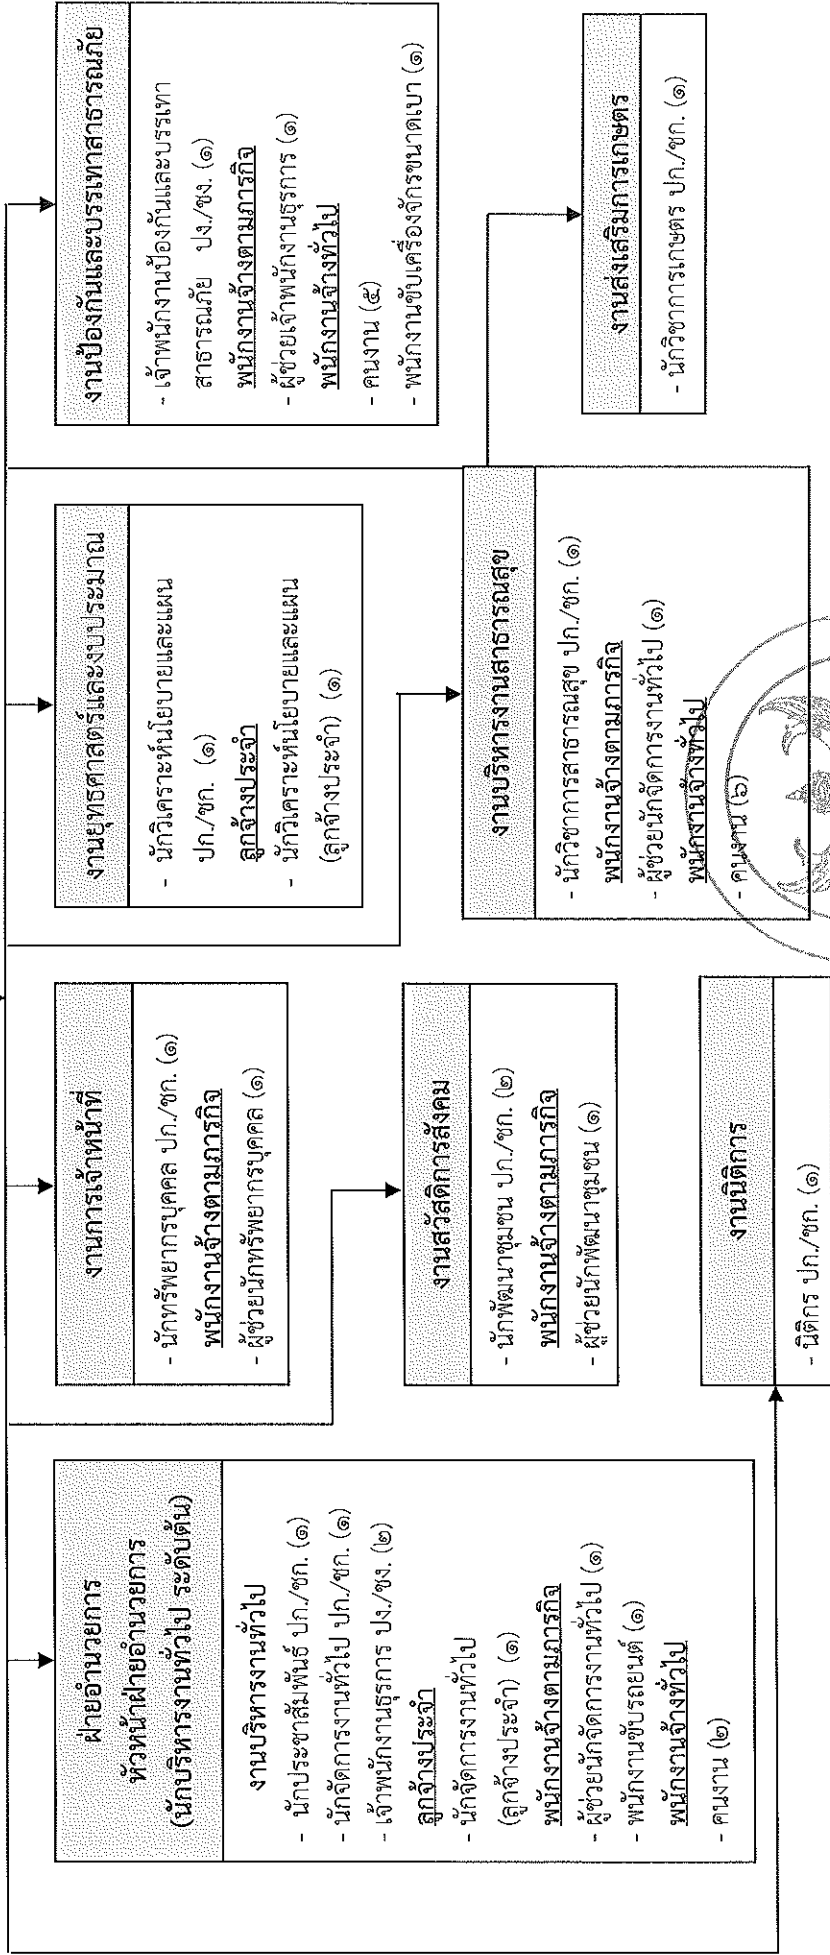 ฝ่ายอำนวยการ
หัวหน้าฝ่ายอำนวยการ
(นักบริหารงานทั่วไป ระดับต้น)
งานบริหารงานทั่วไป
- นักประชาสัมพันธ์ ปก./ชก. (๑)
- นักจัดการงานทั่วไป ปก./ชก. (๑)
- เจ้าพนักงานธุรการ ปง./ชง. (๒)
ลูกจ้างประจำ
- นักจัดการงานทั่วไป
(ลูกจ้างประจำ) (๑)
พนักงานจ้างตามภารกิจ
- ผู้ช่วยนักจัดการงานทั่วไป (๑)
- พนักงานขับรถยนต์ (๑)
พนักงานจ้างทั่วไป
- คนงาน (๒)
งานการเจ้าหน้าที่
- นักทรัพยากรบุคคล ปก./ชก. (๑)
พนักงานจ้างตามภารกิจ
- ผู้ช่วยนักทรัพยากรบุคคล (๑)
งานยุทธศาสตร์และงบประมาณ
- นักวิเคราะห์นโยบายและแผน
ปก./ชก. (๑)
ลูกจ้างประจำ
- นักวิเคราะห์นโยบายและแผน
(ลูกจ้างประจำ) (๑)
งานป้องกันและบรรเทาสาธารณภัย
- เจ้าพนักงานป้องกันและบรรเทา
สาธารณภัย ปง./ชง. (๑)
พนักงานจ้างตามภารกิจ
- ผู้ช่วยเจ้าพนักงานธุรการ (๑)
พนักงานจ้างทั่วไป
- คนงาน (๕)
- พนักงานขับเครื่องจักรขนาดเบา (๑)
งานสวัสดิการสังคม
- นักพัฒนาชุมชน ปก./ชก. (๒)
พนักงานจ้างตามภารกิจ
- ผู้ช่วยนักพัฒนาชุมชน (๑)
งานบริหารงานสาธารณสุข
- นักวิชาการสาธารณสุข ปก./ชก. (๑)
พนักงานจ้างตามภารกิจ
- ผู้ช่วยนักจัดการงานทั่วไป (๑)
พนักงานจ้างทั่วไป
- คนงาน (๖)
งานส่งเสริมการเกษตร
- นักวิชาการเกษตร ปก./ชก. (๑)
งานนิติการ
- นิติกร ปก./ชก. (๑)